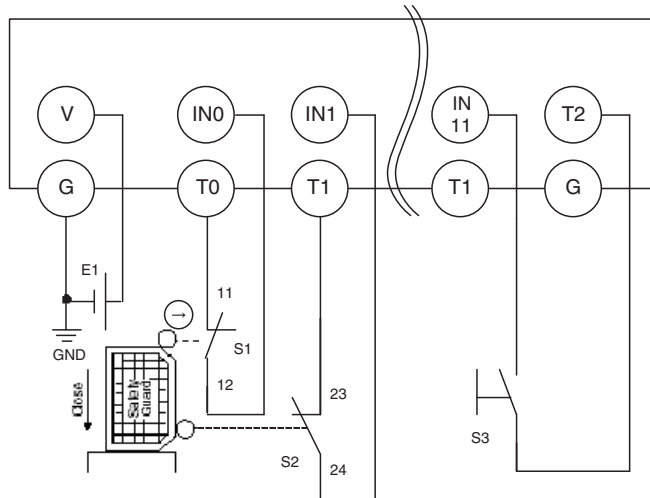 V
IN0
IN1
IN
11
T2
G
T0
T1
T1
G
E1
11
→
S1
GND
12
Close
Safety
Guard
23
S3
S2
24